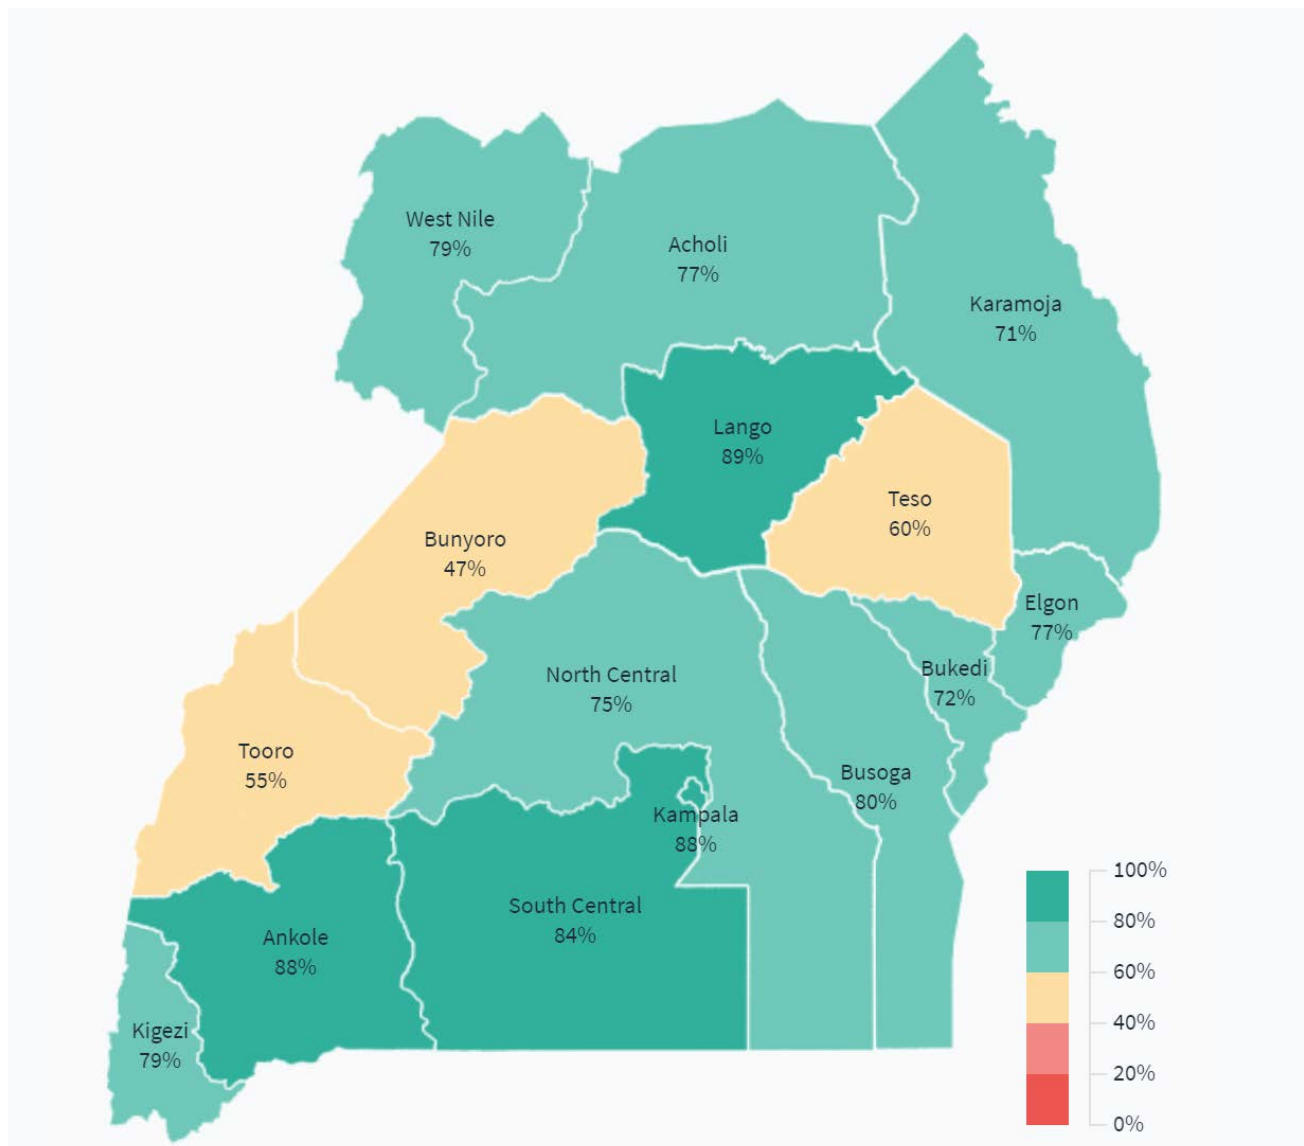 West Nile
79%
Acholi
77%
Karamoja
71%
Lango
89%
Teso
60%
Bunyoro
47%
Elgon
77%
Bukedi
72%
North Central
75%
Tooro
55%
Busoga
80%
Kampala
88%
South Central
84%
Ankole
88%
Kigezi
79%
100%
80%
60%
40%
20%
0%